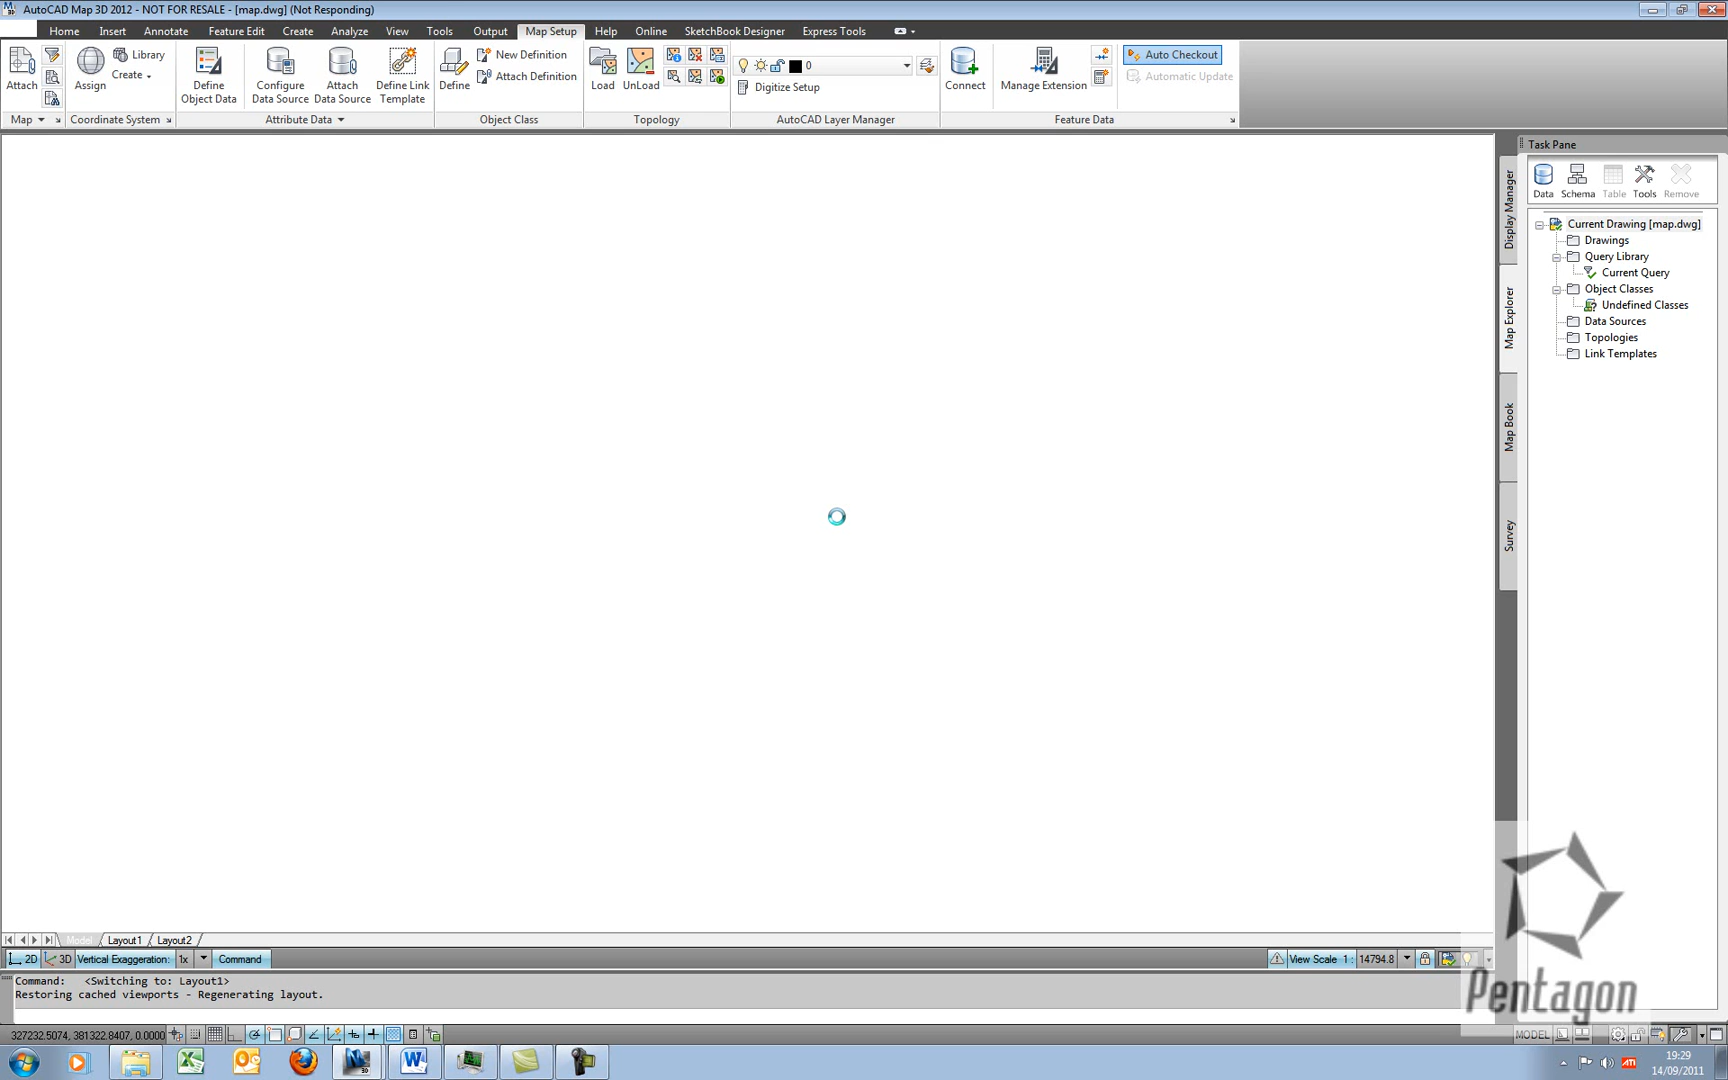 AutoCAD Map 3D 2012 - NOT FOR RESALE - [map.dwg] (Not Responding)
Home Insert Annotate Feature Edit Create Analyze View Tools Output Map Setup Help Online SketchBook Designer Express Tools
Attach
Assign
Library
Create
Define Object Data
Configure Data Source
Attach Data Source
Define Link Template
Define
New Definition
Attach Definition
Load
UnLoad
0
Digitize Setup
Connect
Manage Extension
Auto Checkout
Automatic Update
Map Coordinate System Attribute Data Object Class Topology AutoCAD Layer Manager Feature Data
Task Pane
Data Schema Table Tools Remove
Display Manager
Map Explorer
Map Book
Survey
Current Drawing [map.dwg]
Drawings
Query Library
Current Query
Object Classes
Undefined Classes
Data Sources
Topologies
Link Templates
Pentagon
Model Layout1 Layout2
2D 3D Vertical Exaggeration: 1x Command
View Scale 1 : 14794.8
Command: <Switching to: Layout1>
Restoring cached viewports - Regenerating layout.
327232.5074, 381322.8407, 0.0000
MODEL
19:29
14/09/2011